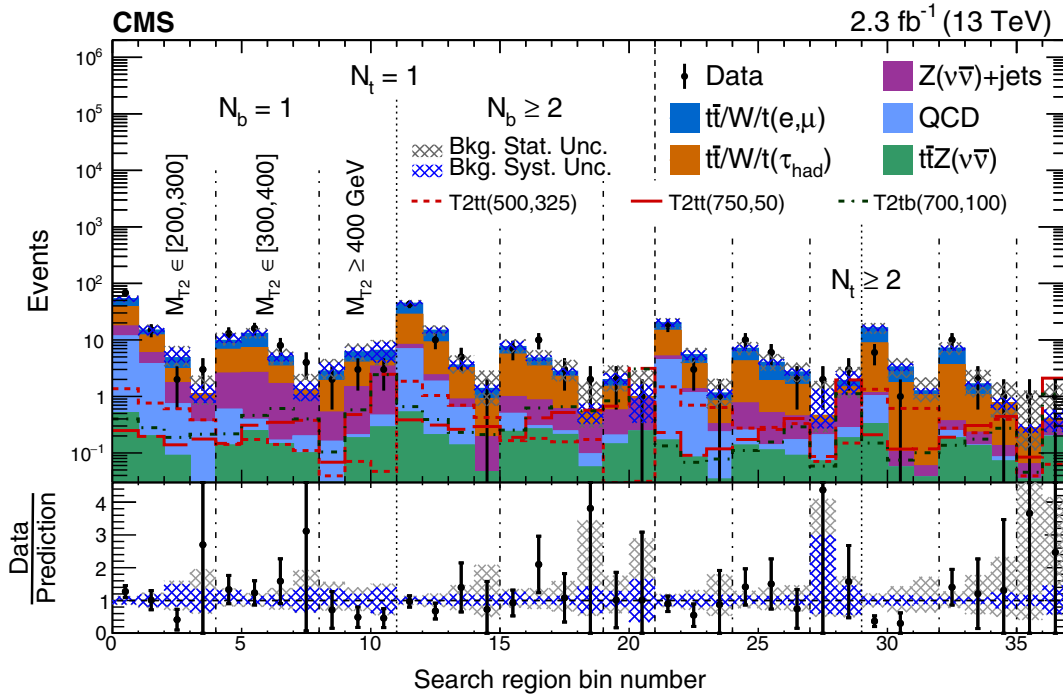 CMS
2.3 fb⁻¹ (13 TeV)
Events
10⁶
10⁵
10⁴
10³
10²
10
1
10⁻¹
N_t = 1
N_b = 1
N_b ≥ 2
N_t ≥ 2
M_T2 ∈ [200,300]
M_T2 ∈ [300,400]
M_T2 ≥ 400 GeV
Data
tt̄/W/t(e,μ)
tt̄/W/t(τ_had)
Z(νν̄)+jets
QCD
tt̄Z(νν̄)
Bkg. Stat. Unc.
Bkg. Syst. Unc.
T2tt(500,325)
T2tt(750,50)
T2tb(700,100)
Data
Prediction
4
3
2
1
0
0 5 10 15 20 25 30 35
Search region bin number